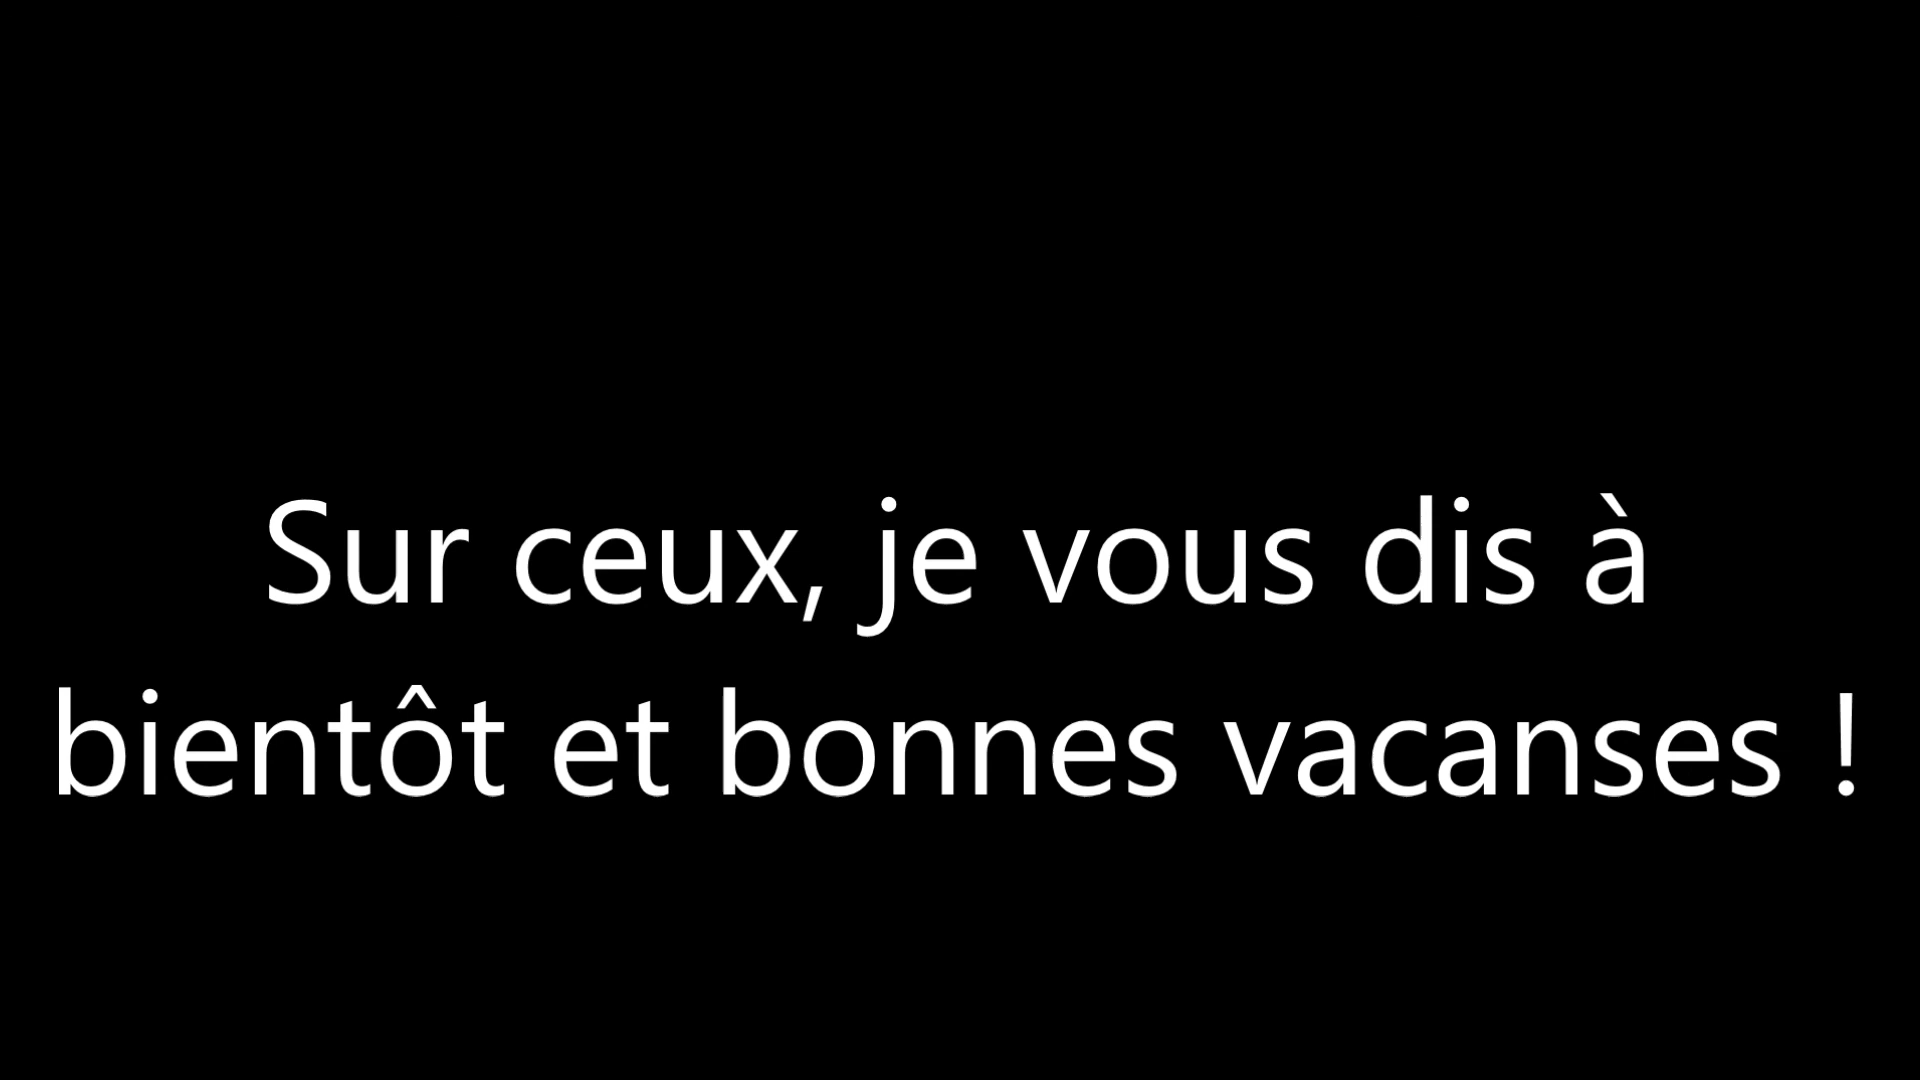 Sur ceux, je vous dis à
bientôt et bonnes vacanses !